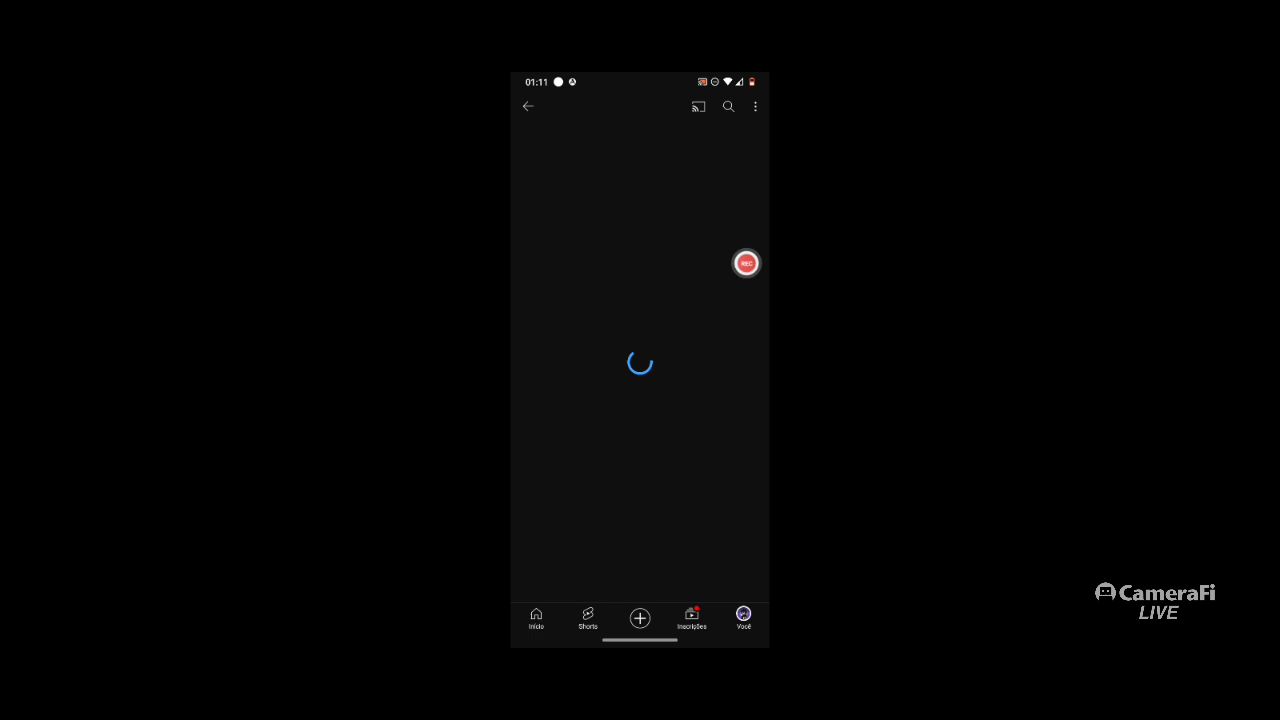 01:11
REC
Início
Shorts
Inscrições
Você
CameraFi
LIVE